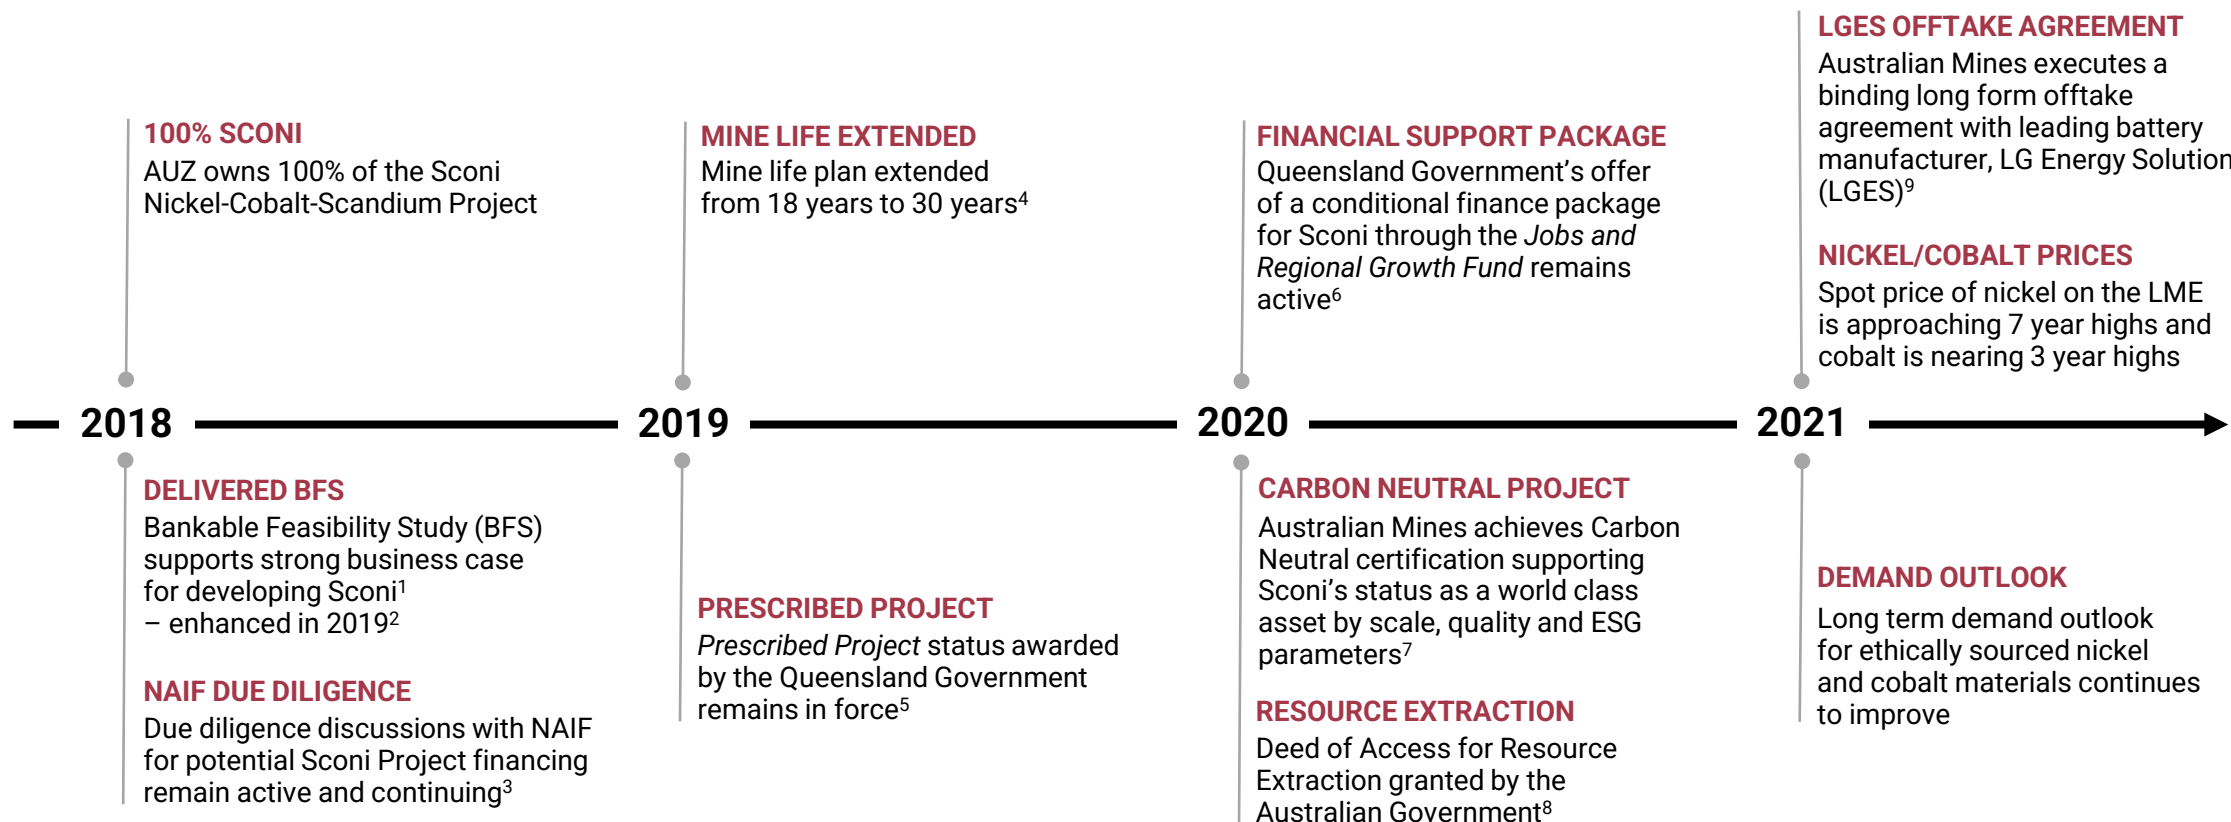 100% SCONI
AUZ owns 100% of the Sconi
Nickel-Cobalt-Scandium Project
MINE LIFE EXTENDED
Mine life plan extended
from 18 years to 30 years⁴
FINANCIAL SUPPORT PACKAGE
Queensland Government’s offer
of a conditional finance package
for Sconi through the Jobs and
Regional Growth Fund remains
active⁶
LGES OFFTAKE AGREEMENT
Australian Mines executes a
binding long form offtake
agreement with leading battery
manufacturer, LG Energy Solution
(LGES)⁹
NICKEL/COBALT PRICES
Spot price of nickel on the LME
is approaching 7 year highs and
cobalt is nearing 3 year highs
2018
2019
2020
2021
DELIVERED BFS
Bankable Feasibility Study (BFS)
supports strong business case
for developing Sconi¹
– enhanced in 2019²
NAIF DUE DILIGENCE
Due diligence discussions with NAIF
for potential Sconi Project financing
remain active and continuing³
PRESCRIBED PROJECT
Prescribed Project status awarded
by the Queensland Government
remains in force⁵
CARBON NEUTRAL PROJECT
Australian Mines achieves Carbon
Neutral certification supporting
Sconi’s status as a world class
asset by scale, quality and ESG
parameters⁷
RESOURCE EXTRACTION
Deed of Access for Resource
Extraction granted by the
Australian Government⁸
DEMAND OUTLOOK
Long term demand outlook
for ethically sourced nickel
and cobalt materials continues
to improve